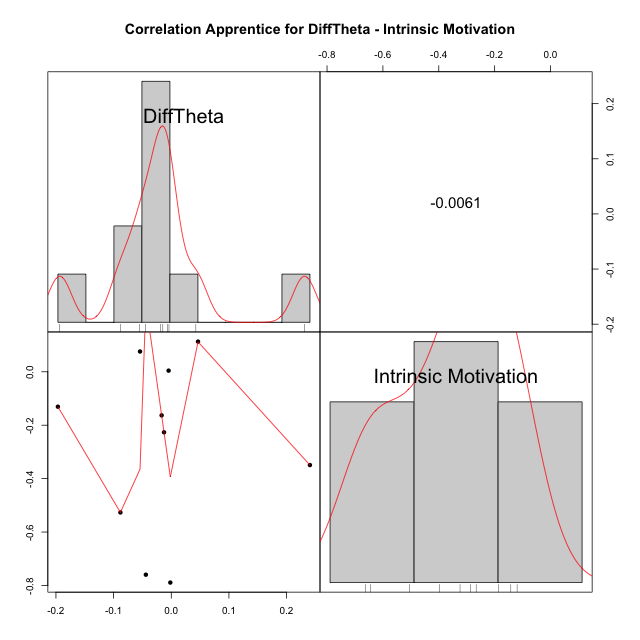 Correlation Apprentice for DiffTheta - Intrinsic Motivation
-0.8 -0.6 -0.4 -0.2 0.0
DiffTheta
0.2
0.1
0.0
-0.1
-0.2
-0.0061
0.0
-0.2
-0.4
-0.6
-0.8
Intrinsic Motivation
-0.2 -0.1 0.0 0.1 0.2